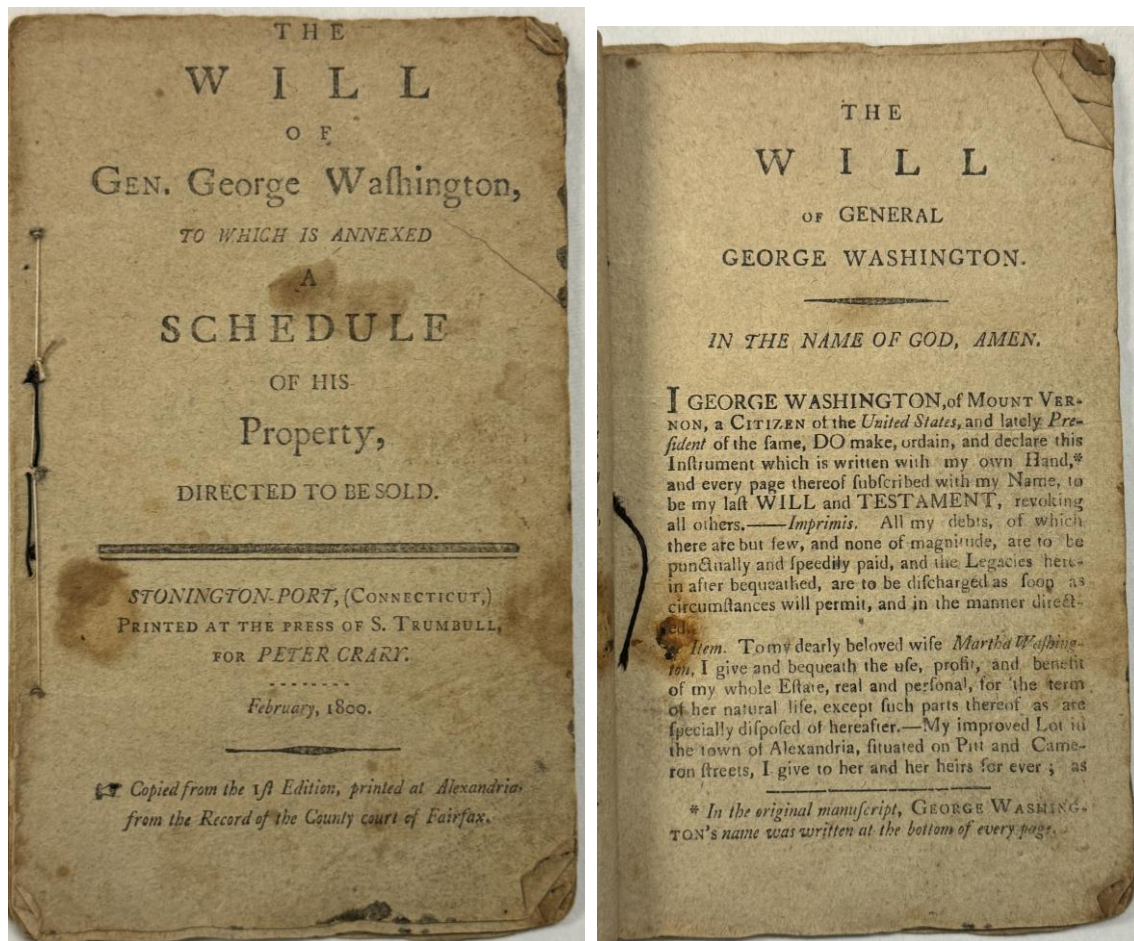 THE
WILL
OF
GEN. George Waſhington,
TO WHICH IS ANNEXED
A
SCHEDULE
OF HIS
Property,
DIRECTED TO BE SOLD.
STONINGTON-PORT, (CONNECTICUT,)
PRINTED AT THE PRESS OF S. TRUMBULL,
FOR PETER CRARY.
February, 1800.
☞ Copied from the 1ſt Edition, printed at Alexandria,
from the Record of the County court of Fairfax.
THE
WILL
OF GENERAL
GEORGE WASHINGTON.
IN THE NAME OF GOD, AMEN.
I GEORGE WASHINGTON, of MOUNT VER-
NON, a CITIZEN of the United States, and lately Pre-
ſident of the ſame, DO make, ordain, and declare this
Inſtrument which is written with my own Hand,*
and every page thereof ſubſcribed with my Name, to
be my laſt WILL and TESTAMENT, revoking
all others.——Imprimis. All my debts, of which
there are but few, and none of magnitude, are to be
punctually and ſpeedily paid, and the Legacies here-
in after bequeathed, are to be diſcharged as ſoon as
circumſtances will permit, and in the manner direct-
ed.
Item. To my dearly beloved wife Martha Waſhing-
ton, I give and bequeath the uſe, profit, and benefit
of my whole Eſtate, real and perſonal, for the term
of her natural life, except ſuch parts thereof as are
ſpecially diſpoſed of hereafter.—My improved Lot in
the town of Alexandria, ſituated on Pitt and Came-
ron ſtreets, I give to her and her heirs for ever ; as
* In the original manuſcript, GEORGE WASHING-
TON'S name was written at the bottom of every page.